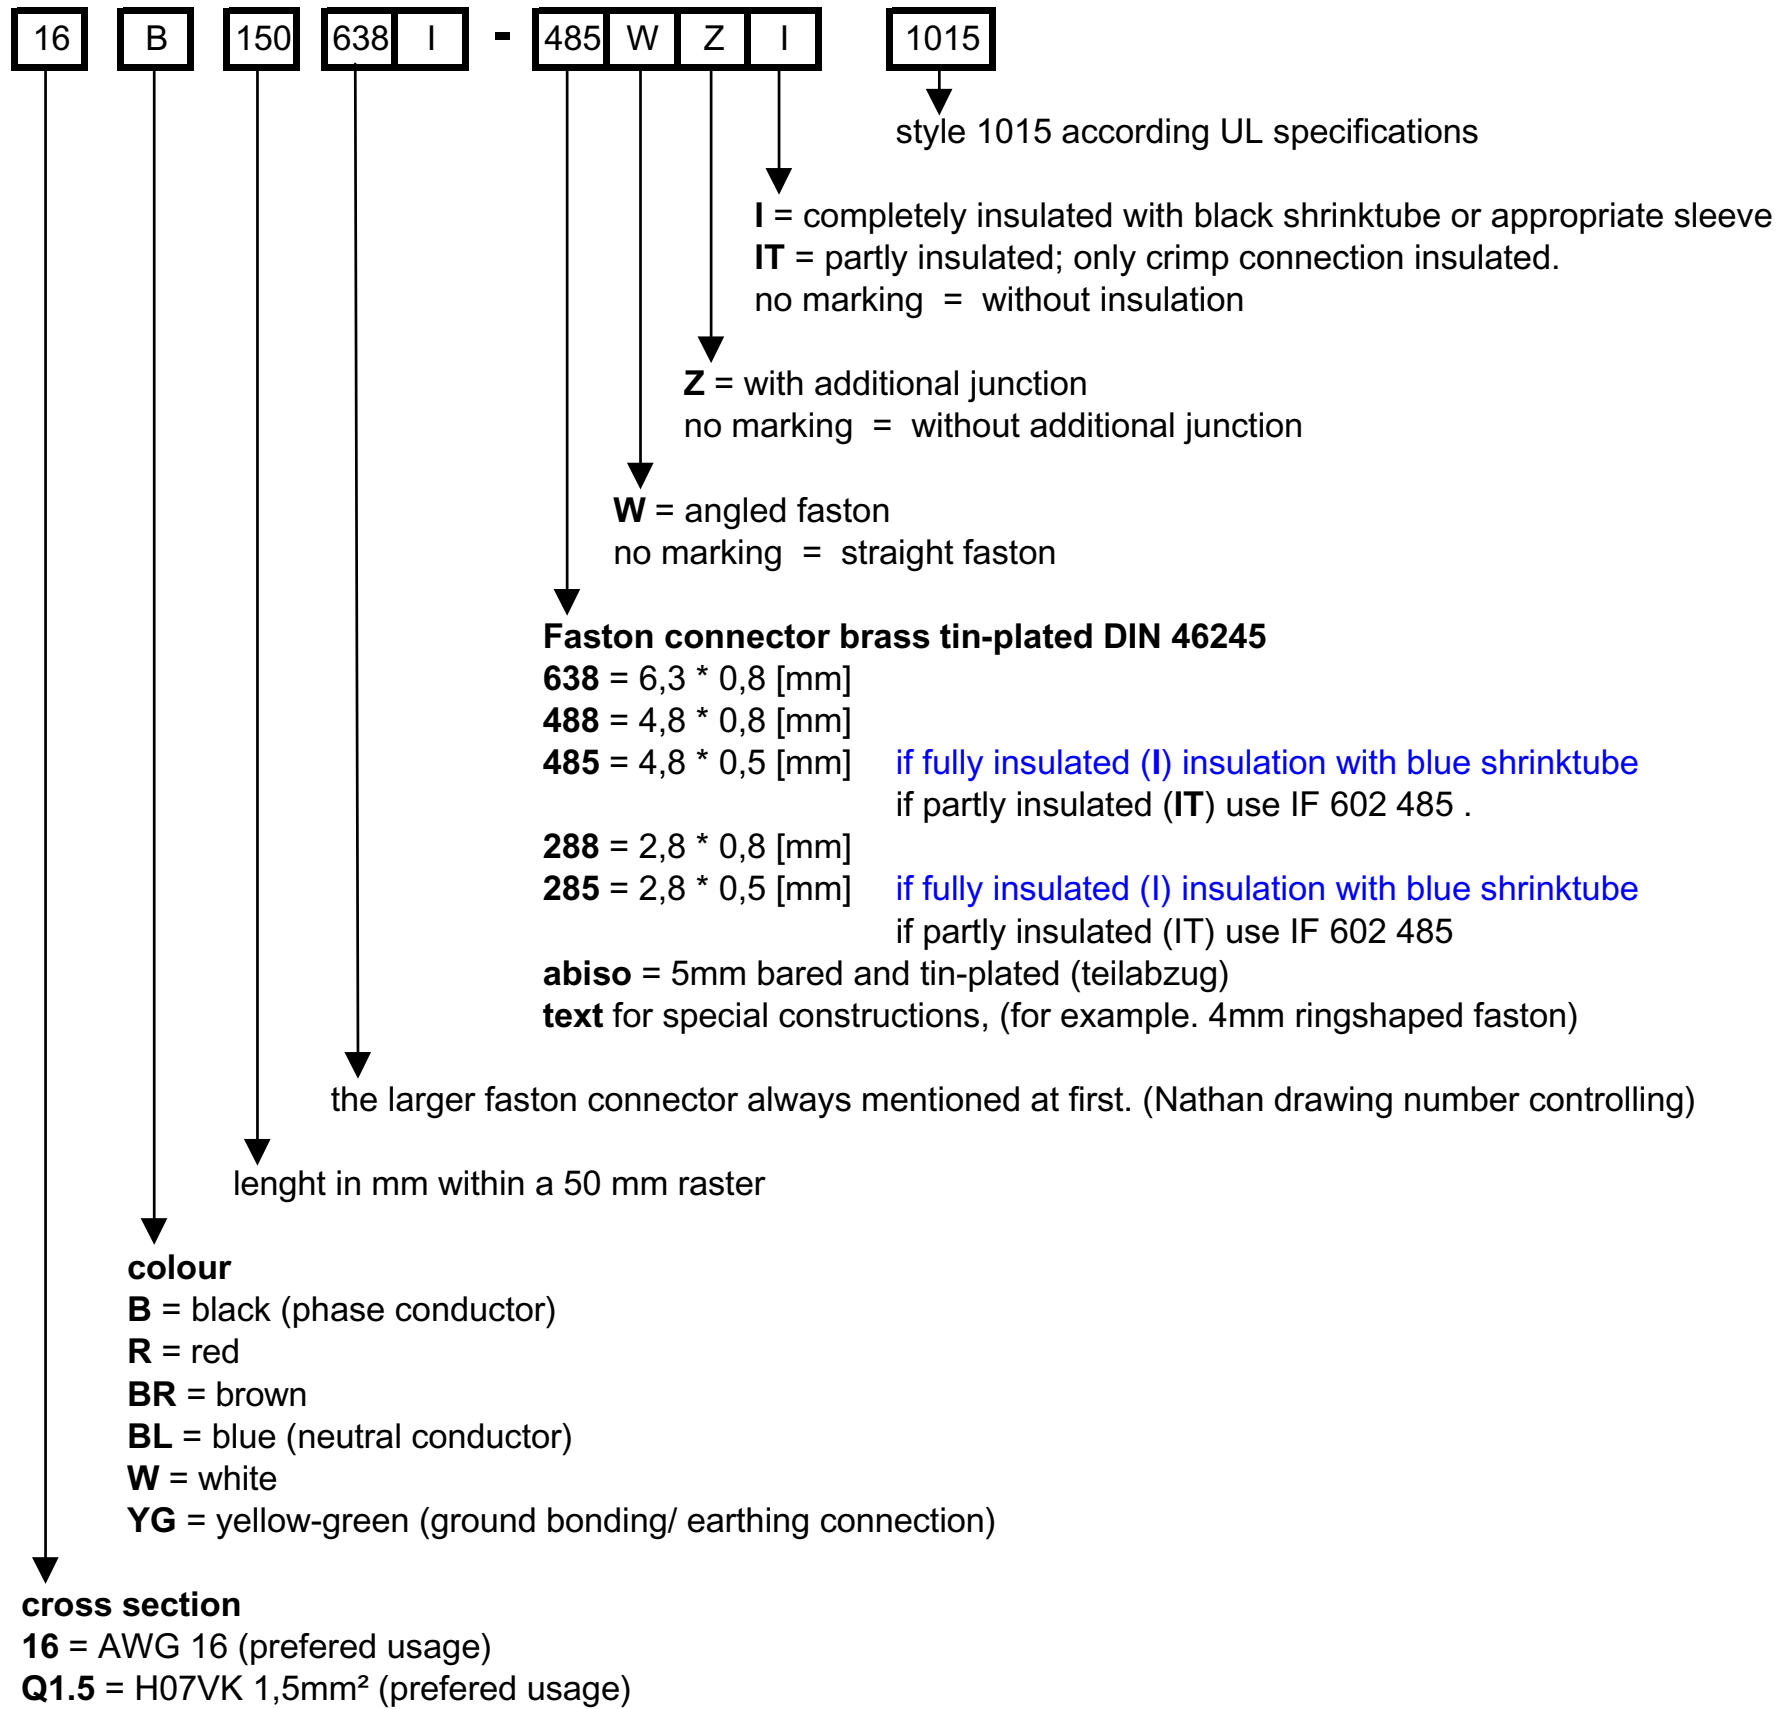 16 B 150 638 I - 485 W Z I 1015
style 1015 according UL specifications
I = completely insulated with black shrinktube or appropriate sleeve
IT = partly insulated; only crimp connection insulated.
no marking = without insulation
Z = with additional junction
no marking = without additional junction
W = angled faston
no marking = straight faston
Faston connector brass tin-plated DIN 46245
638 = 6,3 * 0,8 [mm]
488 = 4,8 * 0,8 [mm]
485 = 4,8 * 0,5 [mm] if fully insulated (I) insulation with blue shrinktube
if partly insulated (IT) use IF 602 485 .
288 = 2,8 * 0,8 [mm]
285 = 2,8 * 0,5 [mm] if fully insulated (I) insulation with blue shrinktube
if partly insulated (IT) use IF 602 485
abiso = 5mm bared and tin-plated (teilabzug)
text for special constructions, (for example. 4mm ringshaped faston)
the larger faston connector always mentioned at first. (Nathan drawing number controlling)
lenght in mm within a 50 mm raster
colour
B = black (phase conductor)
R = red
BR = brown
BL = blue (neutral conductor)
W = white
YG = yellow-green (ground bonding/ earthing connection)
cross section
16 = AWG 16 (prefered usage)
Q1.5 = H07VK 1,5mm² (prefered usage)